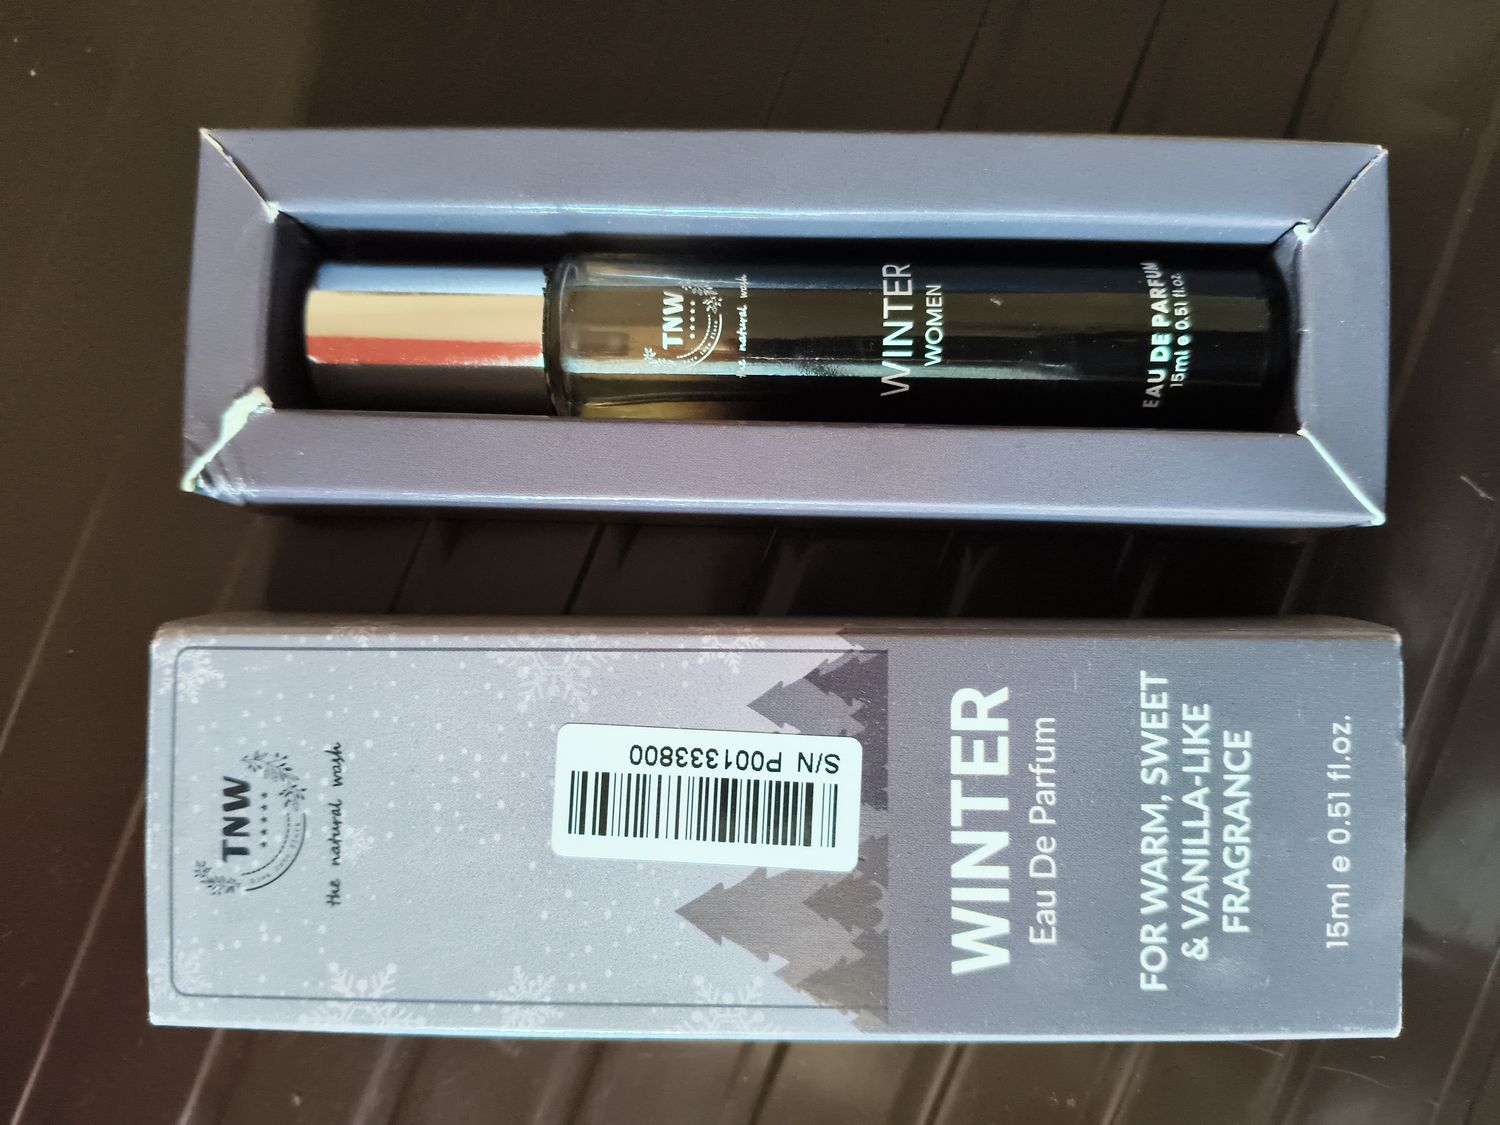 TNW
the natural wash
WINTER
WOMEN
EAU DE PARFUM
15ml e 0.51 fl.oz.
TNW
the natural wash
S/N P001333800
WINTER
Eau De Parfum
FOR WARM, SWEET
& VANILLA-LIKE
FRAGRANCE
15ml e 0.51 fl.oz.